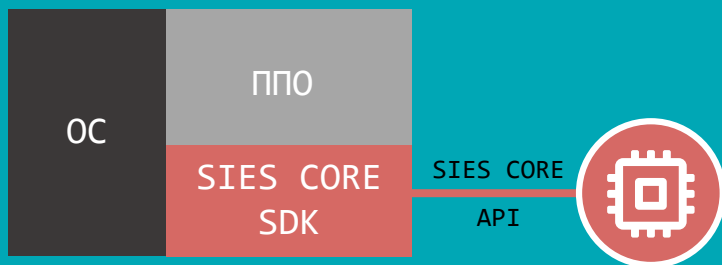 ОС
ППО
SIES CORE
SDK
SIES CORE
API